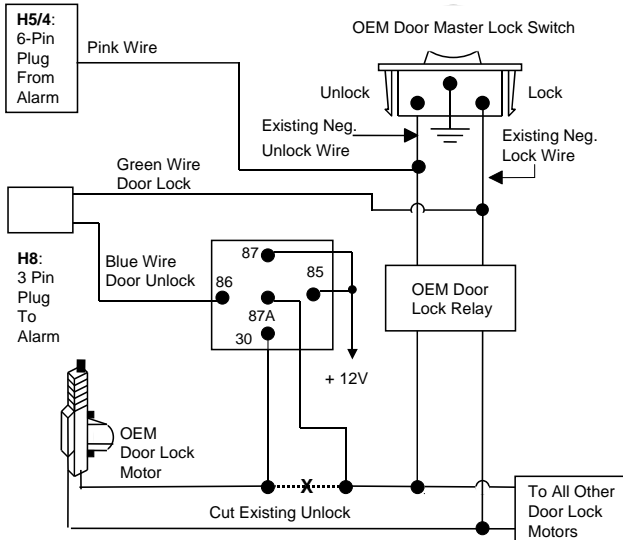 H5/4:
6-Pin
Plug
From
Alarm
Pink Wire
OEM Door Master Lock Switch
Unlock
Lock
Existing Neg.
Unlock Wire
Existing Neg.
Lock Wire
Green Wire
Door Lock
H8:
3 Pin
Plug
To
Alarm
Blue Wire
Door Unlock
87
86
85
87A
30
+ 12V
OEM Door
Lock Relay
OEM
Door Lock
Motor
X
Cut Existing Unlock
To All Other
Door Lock
Motors